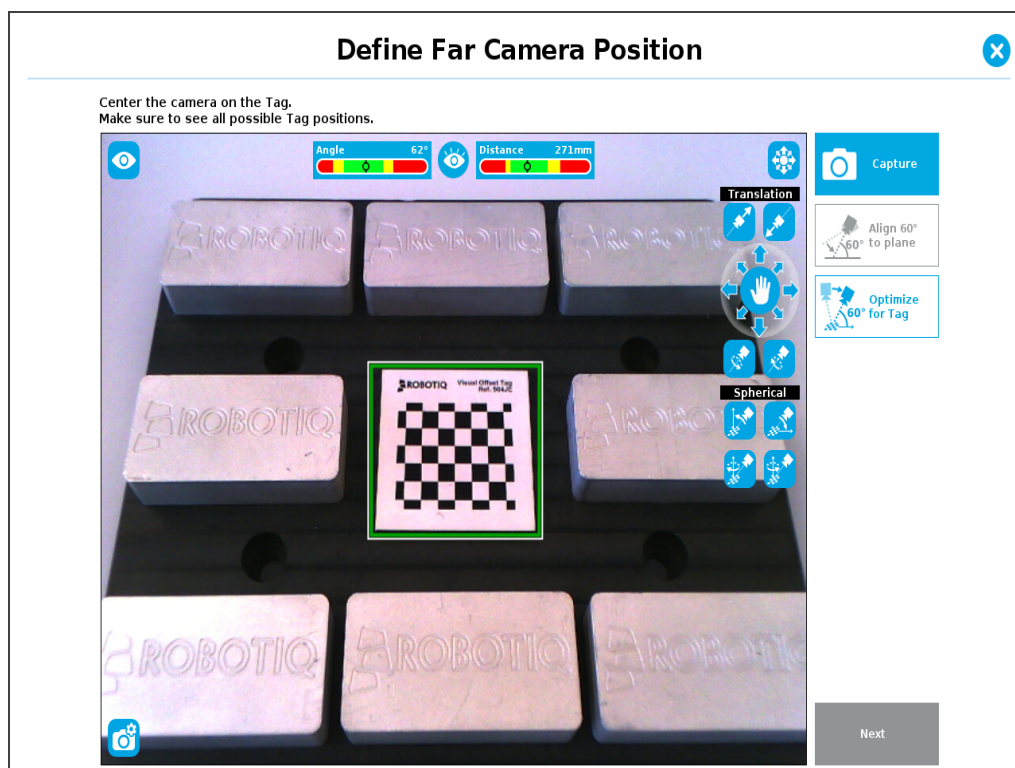 Define Far Camera Position
Center the camera on the Tag.
Make sure to see all possible Tag positions.
Angle 62°
Distance 271mm
Capture
Translation
Align 60°
to plane
60°
Optimize
for Tag
60°
Spherical
ROBOTIQ
ROBOTIQ
ROBOTIQ
ROBOTIQ
Visual Offset Tag
Ref. 504JC
ROBOTIQ
ROBOTIQ
ROBOTIQ
ROBOTIQ
ROBOTIQ
Next